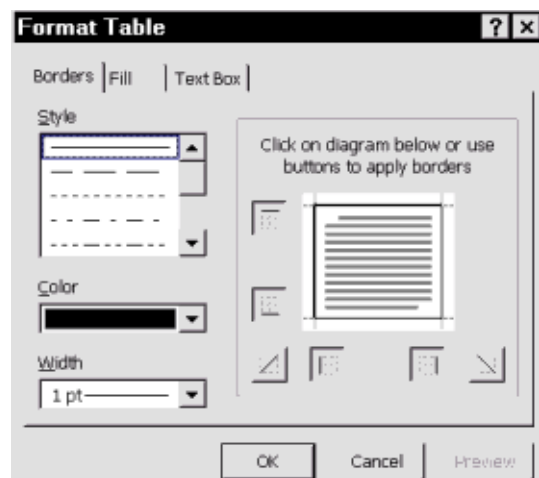 Format Table
Borders Fill Text Box
Style
Click on diagram below or use
buttons to apply borders
Color
Width
1 pt
OK Cancel Preview